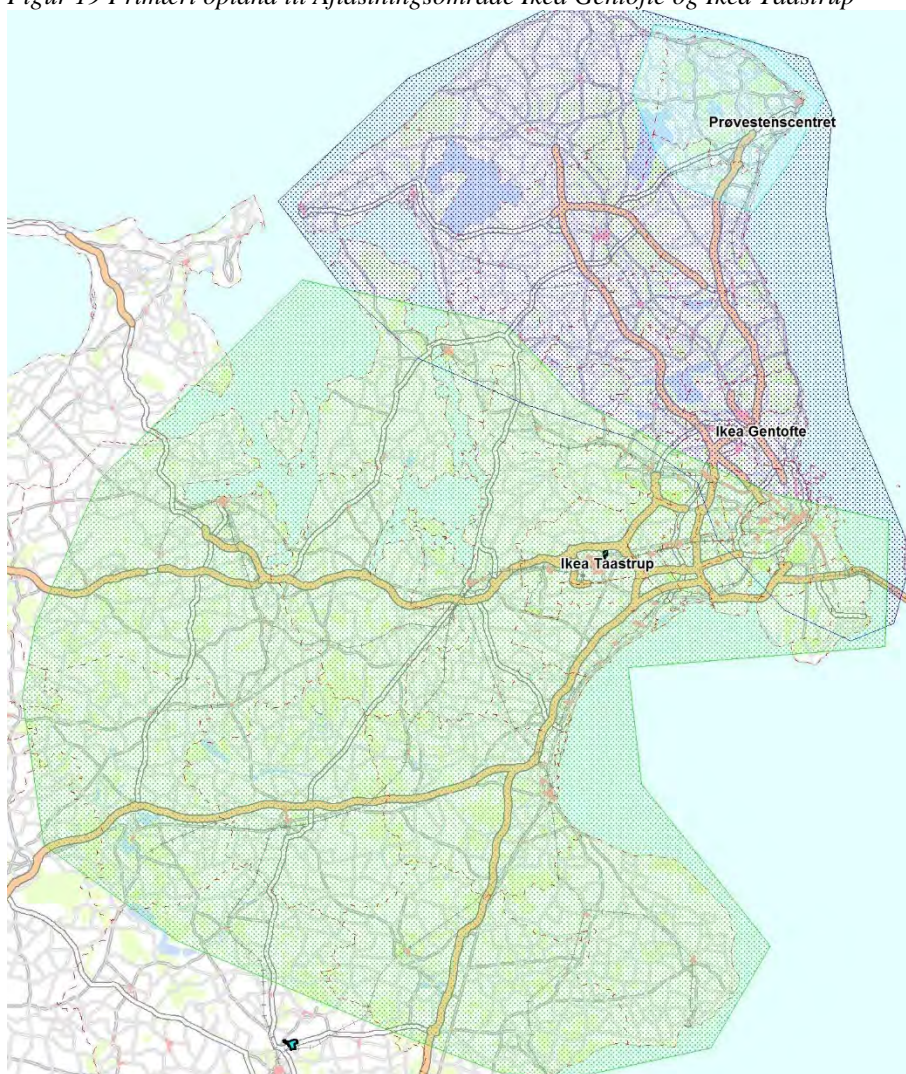 Figur 19 Primært opland til Aflastningsområde Ikea Gentofte og Ikea Taastrup
Prøvestenscentret
Ikea Gentofte
Ikea Taastrup